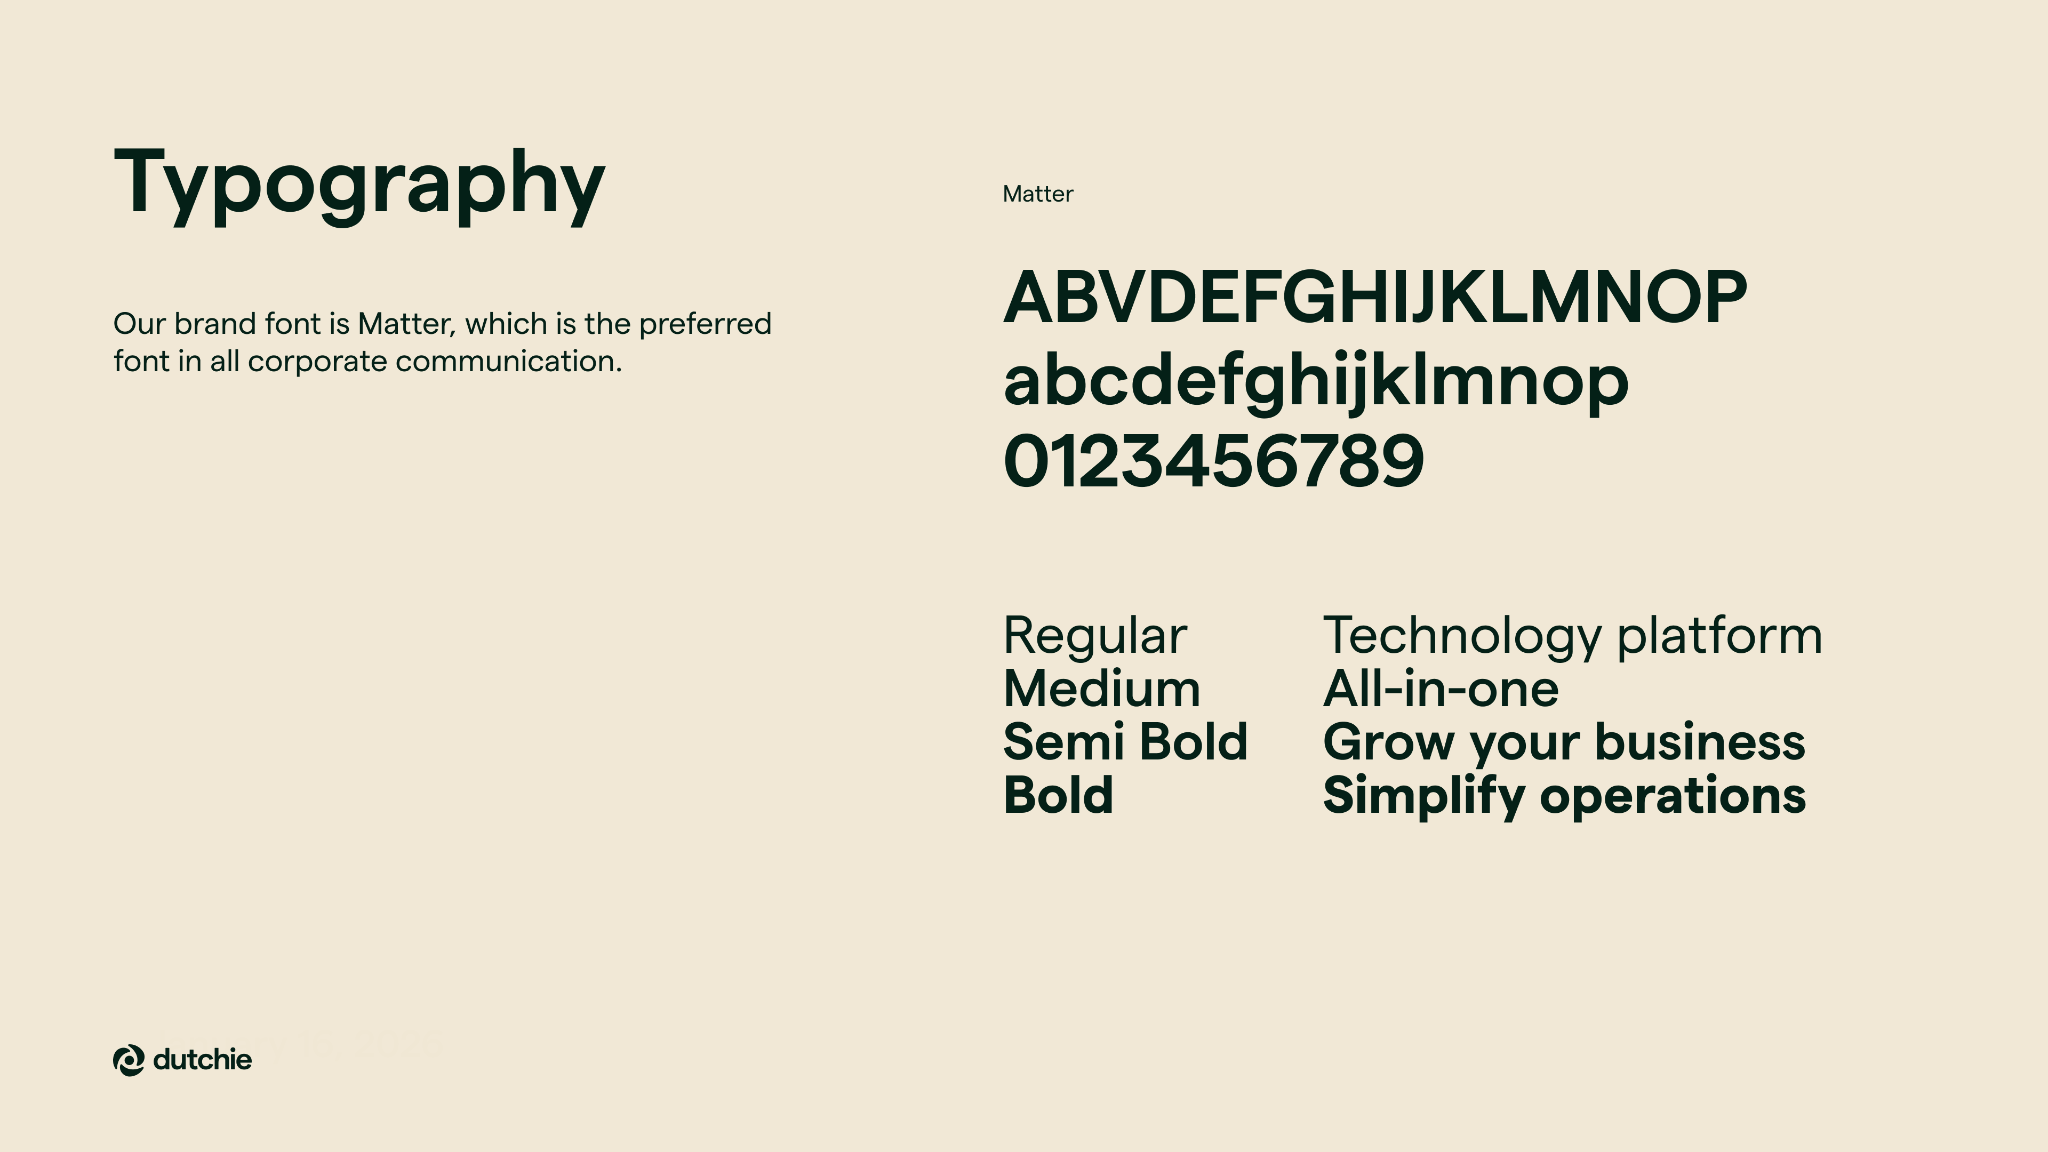 Typography
Our brand font is Matter, which is the preferred
font in all corporate communication.
Matter
ABVDEFGHIJKLMNOP
abcdefghijklmnop
0123456789
Regular
Technology platform
Medium
All-in-one
Semi Bold
Grow your business
Bold
Simplify operations
dutchie